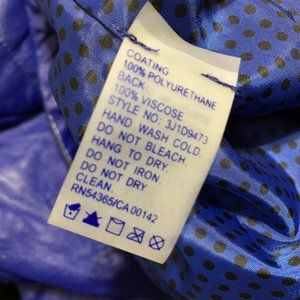 COATING
100% POLYURETHANE
BACK:
100% VISCOSE
STYLE NO: 3J1D9473
HAND WASH COLD.
DO NOT BLEACH.
HANG TO DRY.
DO NOT IRON.
DO NOT DRY
CLEAN.
RN54365/CA 00142